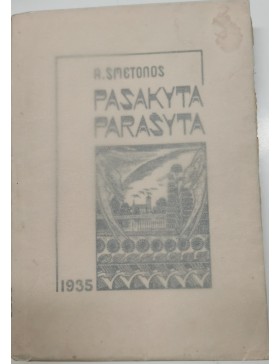 A. SMETONOS
PASAKYTA
PARAŠYTA
1935